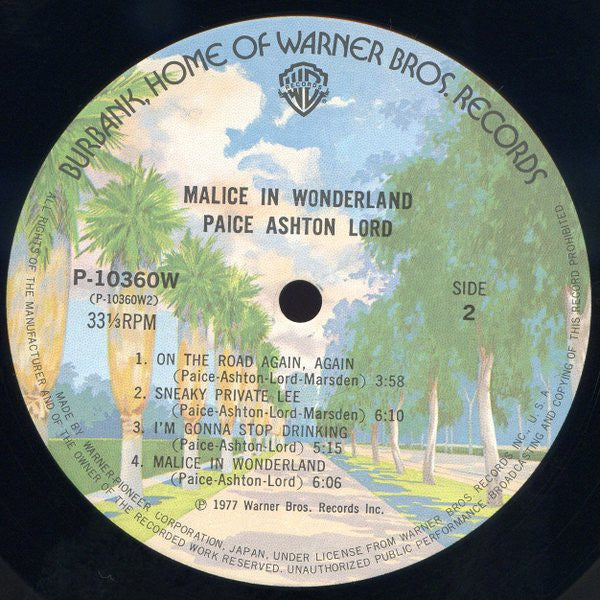 BURBANK, HOME OF WARNER BROS. RECORDS
WB
RECORDS
MALICE IN WONDERLAND
PAICE ASHTON LORD
P-10360W
(P-10360W2)
33⅓RPM
SIDE
2
1. ON THE ROAD AGAIN, AGAIN
(Paice-Ashton-Lord-Marsden) 3:58
2. SNEAKY PRIVATE LEE
(Paice-Ashton-Lord-Marsden) 6:10
3. I'M GONNA STOP DRINKING
(Paice-Ashton-Lord) 5:15
4. MALICE IN WONDERLAND
(Paice-Ashton-Lord) 6:06
℗ 1977 Warner Bros. Records Inc.
MADE BY WARNER-PIONEER CORPORATION, JAPAN, UNDER LICENSE FROM WARNER BROS. RECORDS INC., U.S.A.
ALL RIGHTS OF THE MANUFACTURER AND OF THE OWNER OF THE RECORDED WORK RESERVED. UNAUTHORIZED PUBLIC PERFORMANCE, BROADCASTING AND COPYING OF THIS RECORD PROHIBITED